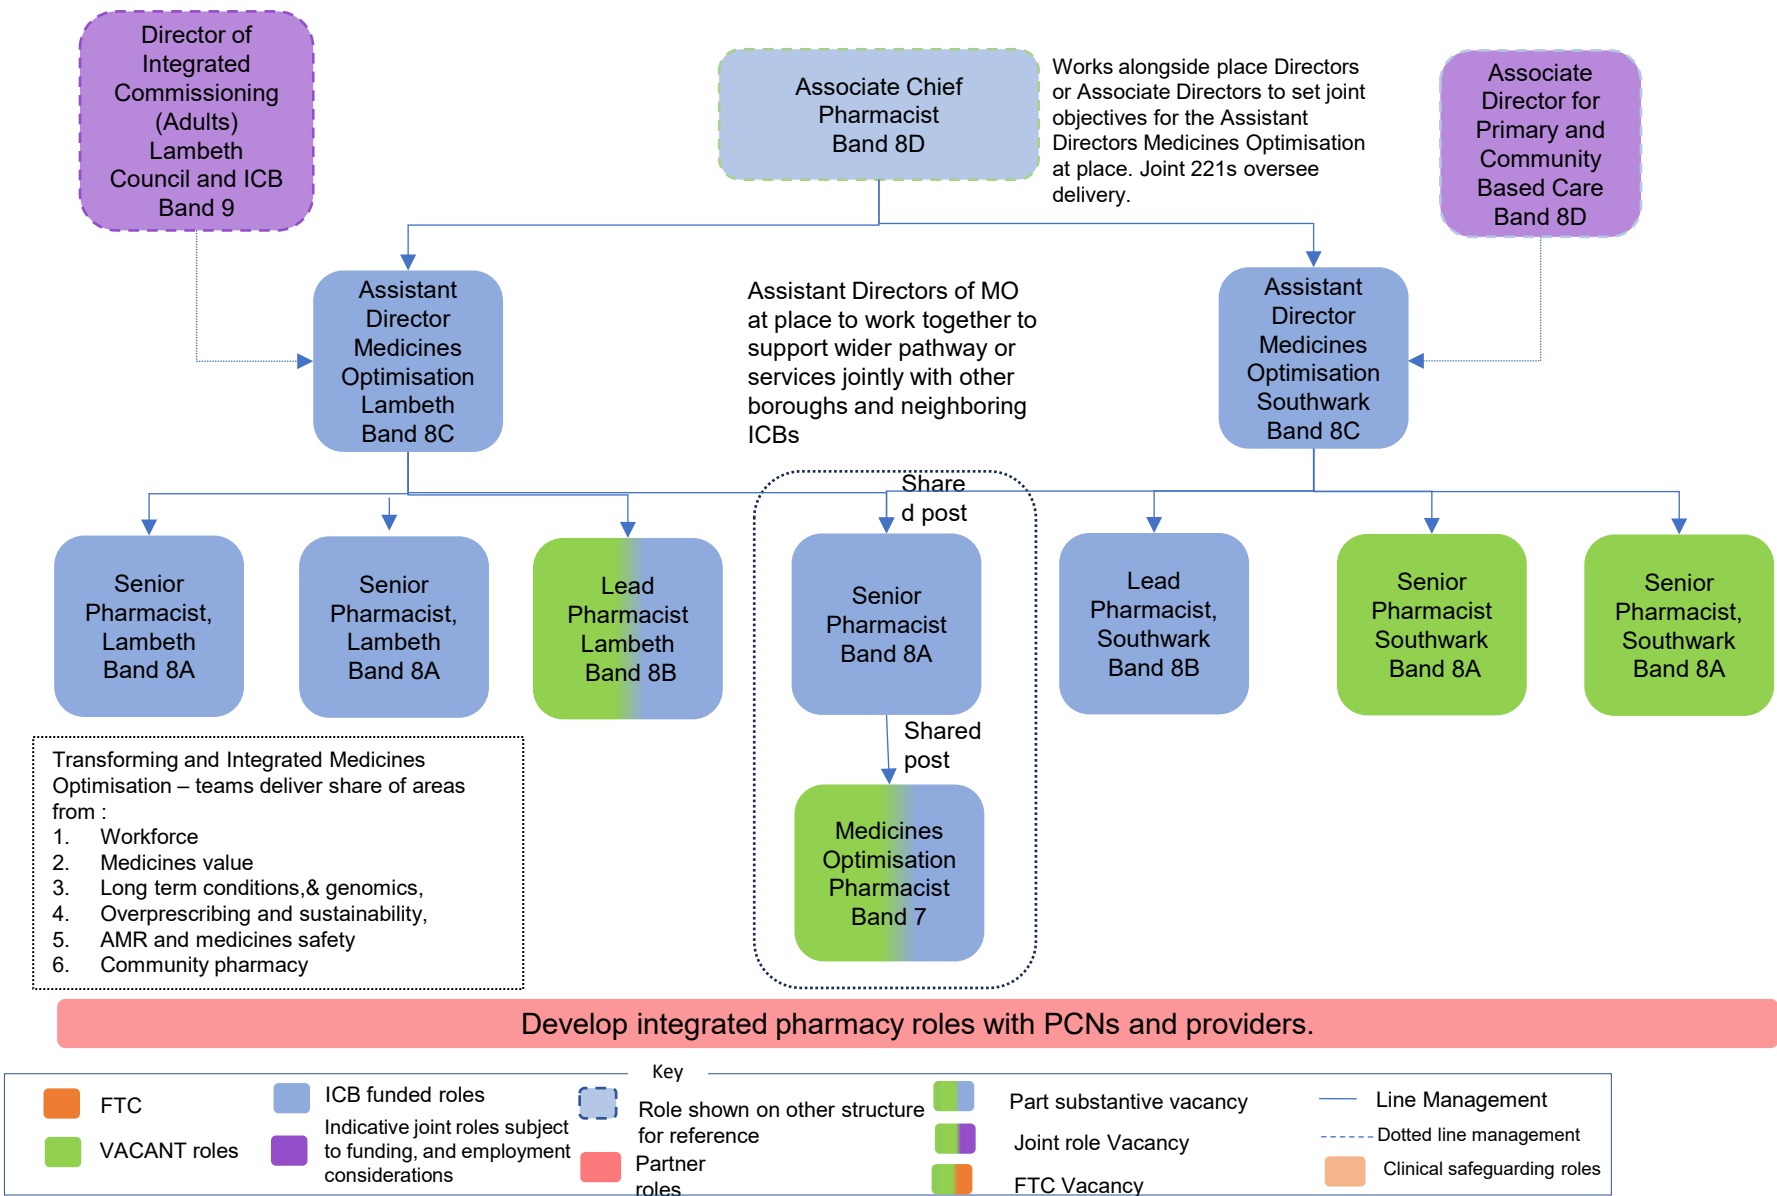 Director of
Integrated
Commissioning
(Adults)
Lambeth
Council and ICB
Band 9
Associate Chief
Pharmacist
Band 8D
Works alongside place Directors
or Associate Directors to set joint
objectives for the Assistant
Directors Medicines Optimisation
at place. Joint 221s oversee
delivery.
Associate
Director for
Primary and
Community
Based Care
Band 8D
Assistant
Director
Medicines
Optimisation
Lambeth
Band 8C
Assistant Directors of MO
at place to work together to
support wider pathway or
services jointly with other
boroughs and neighboring
ICBs
Assistant
Director
Medicines
Optimisation
Southwark
Band 8C
Share
d post
Senior
Pharmacist,
Lambeth
Band 8A
Senior
Pharmacist,
Lambeth
Band 8A
Lead
Pharmacist
Lambeth
Band 8B
Senior
Pharmacist
Band 8A
Lead
Pharmacist,
Southwark
Band 8B
Senior
Pharmacist
Southwark
Band 8A
Senior
Pharmacist,
Southwark
Band 8A
Shared
post
Medicines
Optimisation
Pharmacist
Band 7
Transforming and Integrated Medicines
Optimisation – teams deliver share of areas
from :
1. Workforce
2. Medicines value
3. Long term conditions,& genomics,
4. Overprescribing and sustainability,
5. AMR and medicines safety
6. Community pharmacy
Develop integrated pharmacy roles with PCNs and providers.
Key
FTC
VACANT roles
ICB funded roles
Indicative joint roles subject
to funding, and employment
considerations
Role shown on other structure
for reference
Partner
roles
Part substantive vacancy
Joint role Vacancy
FTC Vacancy
Line Management
Dotted line management
Clinical safeguarding roles